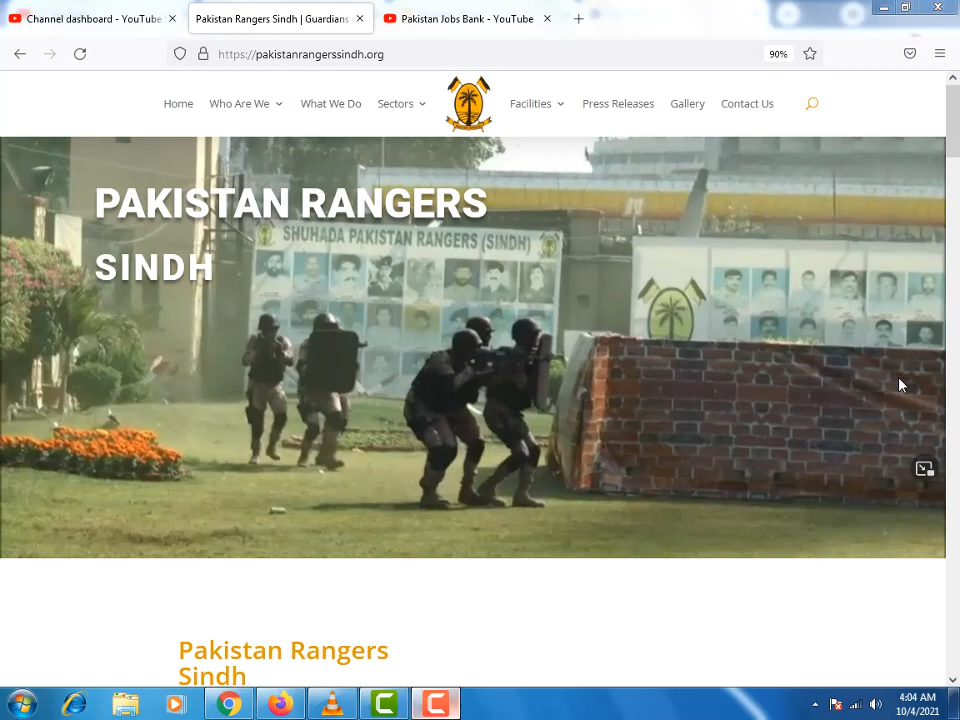 Channel dashboard - YouTube
Pakistan Rangers Sindh | Guardians
Pakistan Jobs Bank - YouTube
https://pakistanrangerssindh.org
90%
Home
Who Are We
What We Do
Sectors
Facilities
Press Releases
Gallery
Contact Us
PAKISTAN RANGERS
SINDH
SHUHADA PAKISTAN RANGERS (SINDH)
Pakistan Rangers
Sindh
4:04 AM
10/4/2021